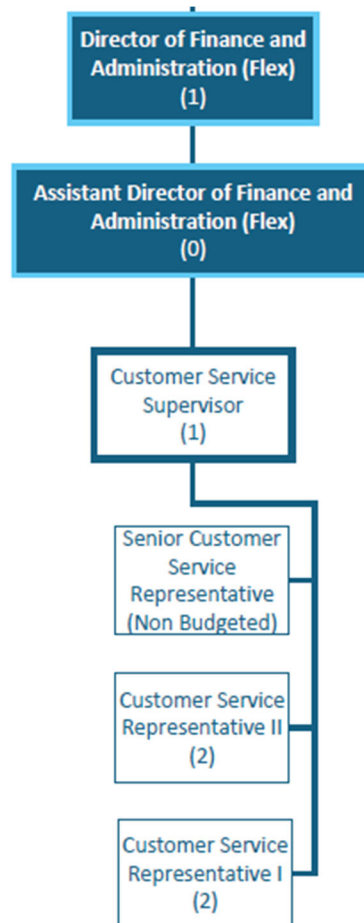 Director of Finance and
Administration (Flex)
(1)
Assistant Director of Finance and
Administration (Flex)
(0)
Customer Service
Supervisor
(1)
Senior Customer
Service
Representative
(Non Budgeted)
Customer Service
Representative II
(2)
Customer Service
Representative I
(2)